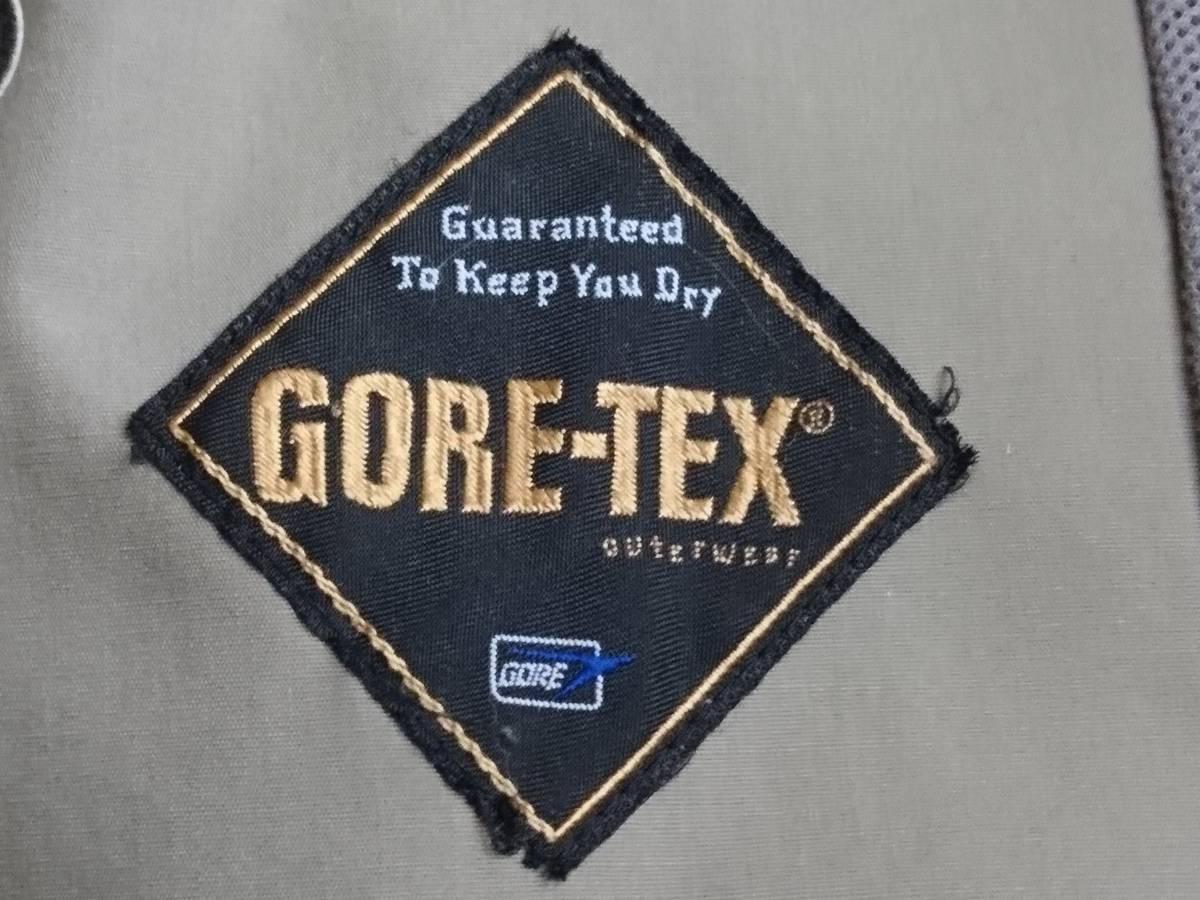 Guaranteed
To Keep You Dry
GORE-TEX®
outerwear
GORE